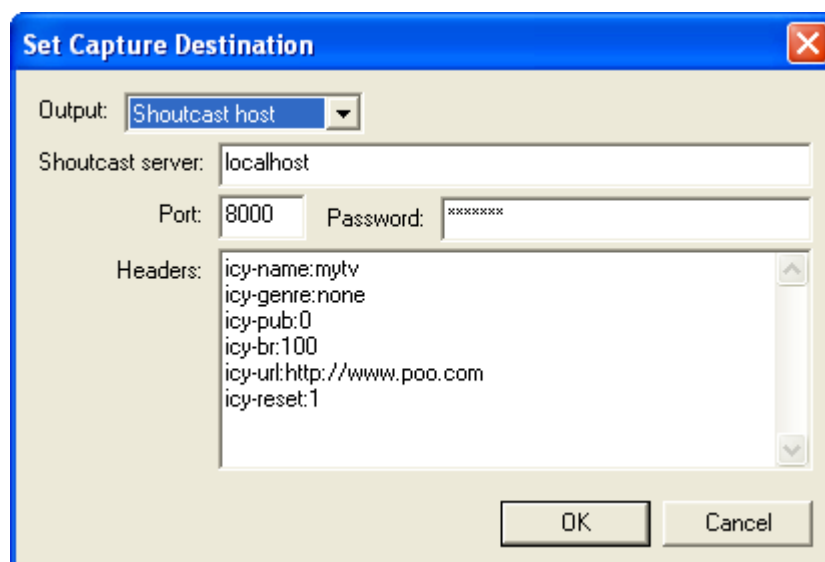 Set Capture Destination
Output: Shoutcast host
Shoutcast server: localhost
Port: 8000 Password: *******
Headers: icy-name:mytv
icy-genre:none
icy-pub:0
icy-br:100
icy-url:http://www.poo.com
icy-reset:1
OK Cancel